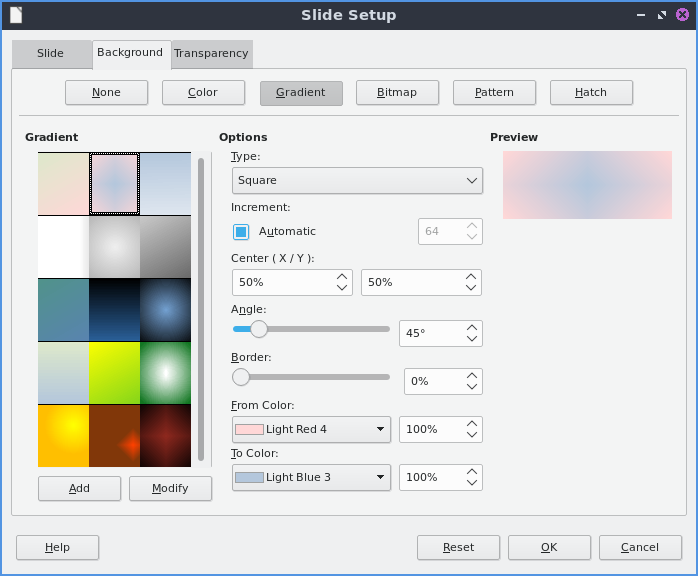 Slide Setup
Slide Background Transparency
None Color Gradient Bitmap Pattern Hatch
Gradient Options Preview
Type:
Square
Increment:
Automatic 64
Center ( X / Y ):
50% 50%
Angle:
45°
Border:
0%
From Color:
Light Red 4 100%
To Color:
Light Blue 3 100%
Add Modify
Help Reset OK Cancel